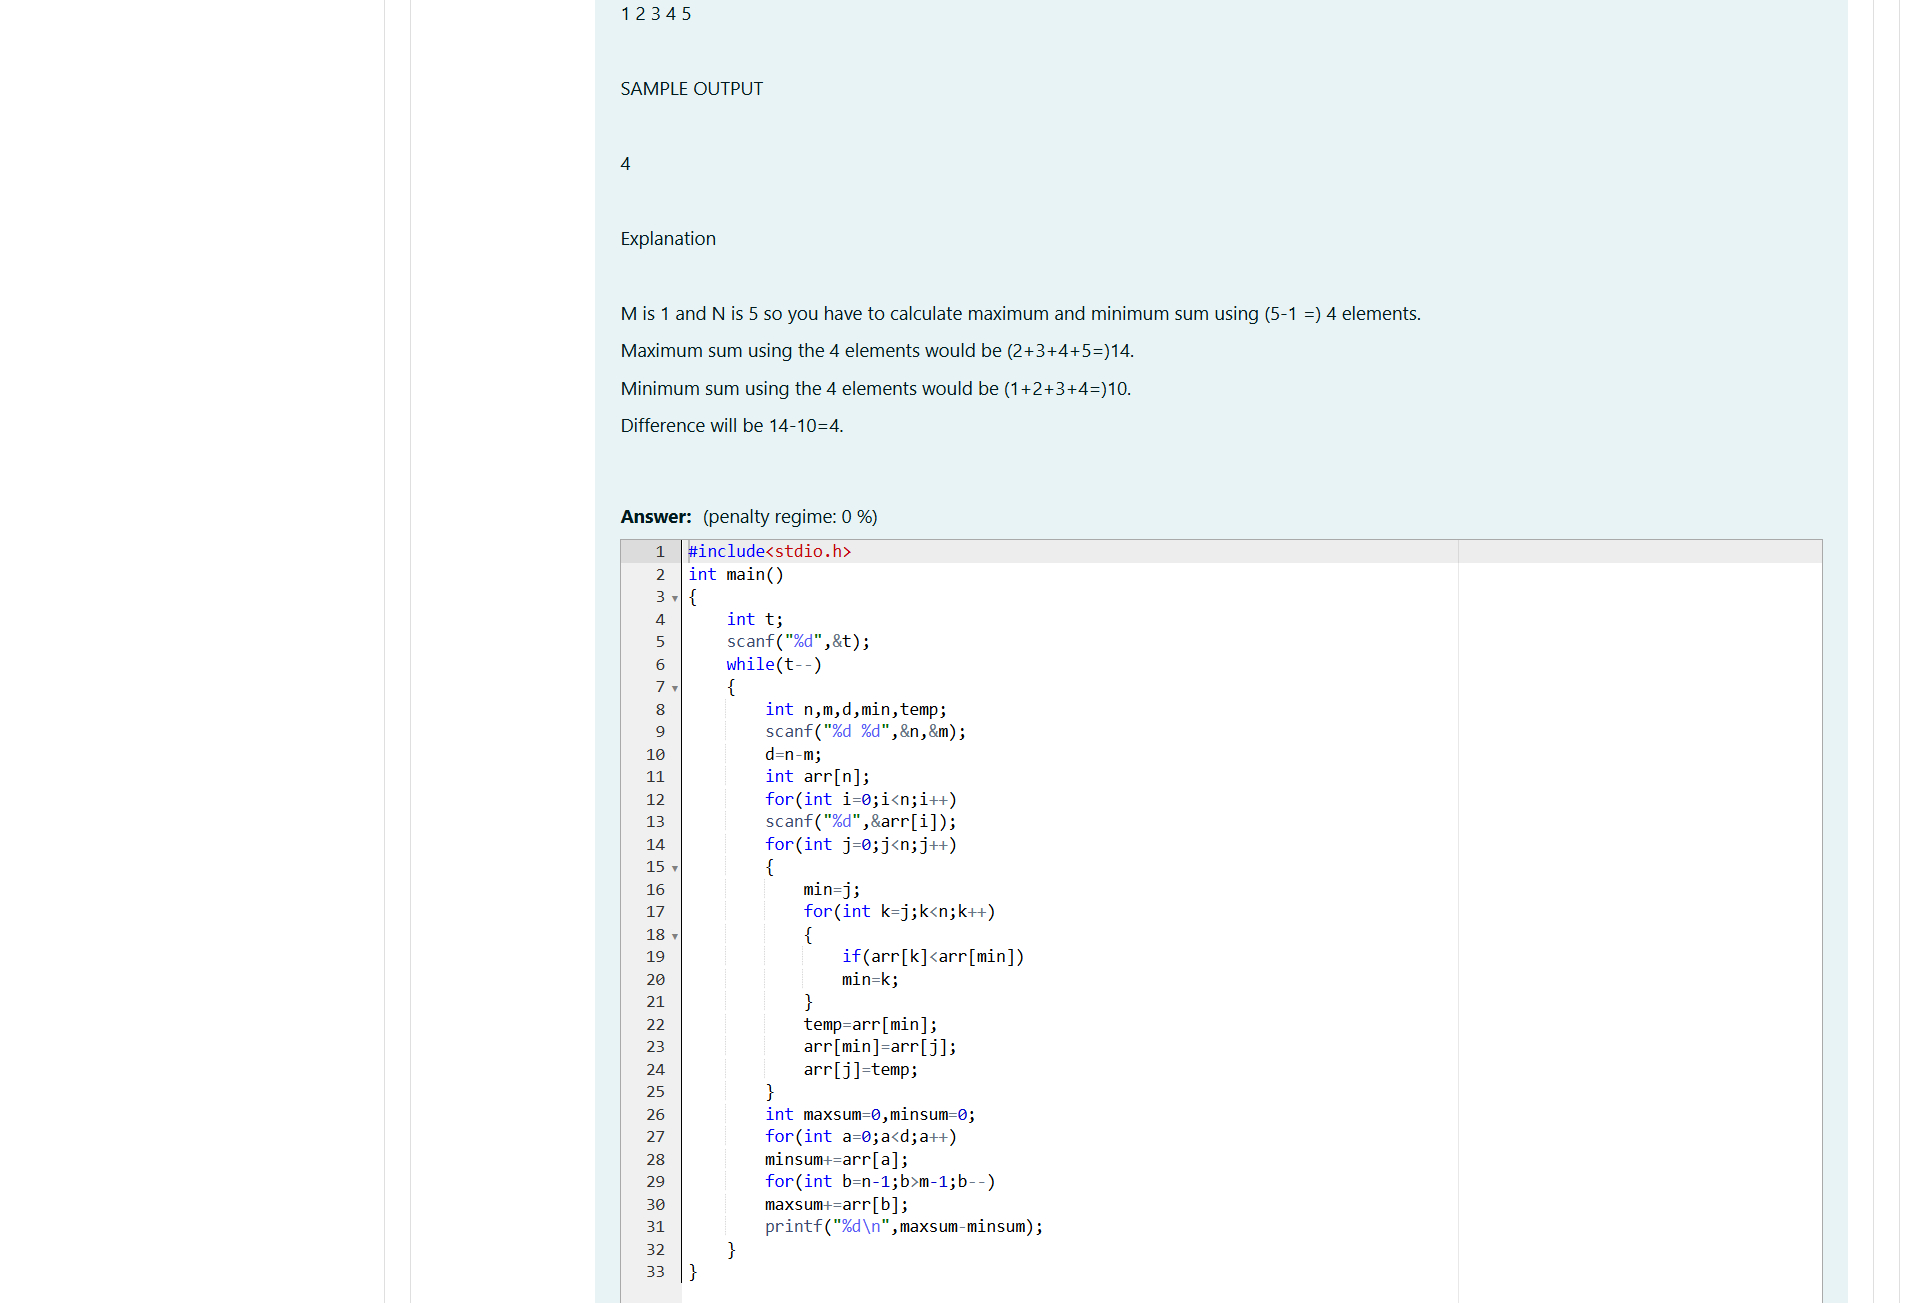 1 2 3 4 5
SAMPLE OUTPUT
4
Explanation
M is 1 and N is 5 so you have to calculate maximum and minimum sum using (5-1 =) 4 elements.
Maximum sum using the 4 elements would be (2+3+4+5=)14.
Minimum sum using the 4 elements would be (1+2+3+4=)10.
Difference will be 14-10=4.
Answer: (penalty regime: 0 %)
1 #include<stdio.h>
2 int main()
3 {
4     int t;
5     scanf("%d",&t);
6     while(t--)
7     {
8         int n,m,d,min,temp;
9         scanf("%d %d",&n,&m);
10         d=n-m;
11         int arr[n];
12         for(int i=0;i<n;i++)
13         scanf("%d",&arr[i]);
14         for(int j=0;j<n;j++)
15         {
16             min=j;
17             for(int k=j;k<n;k++)
18             {
19                 if(arr[k]<arr[min])
20                 min=k;
21             }
22             temp=arr[min];
23             arr[min]=arr[j];
24             arr[j]=temp;
25         }
26         int maxsum=0,minsum=0;
27         for(int a=0;a<d;a++)
28         minsum+=arr[a];
29         for(int b=n-1;b>m-1;b--)
30         maxsum+=arr[b];
31         printf("%d\n",maxsum-minsum);
32     }
33 }